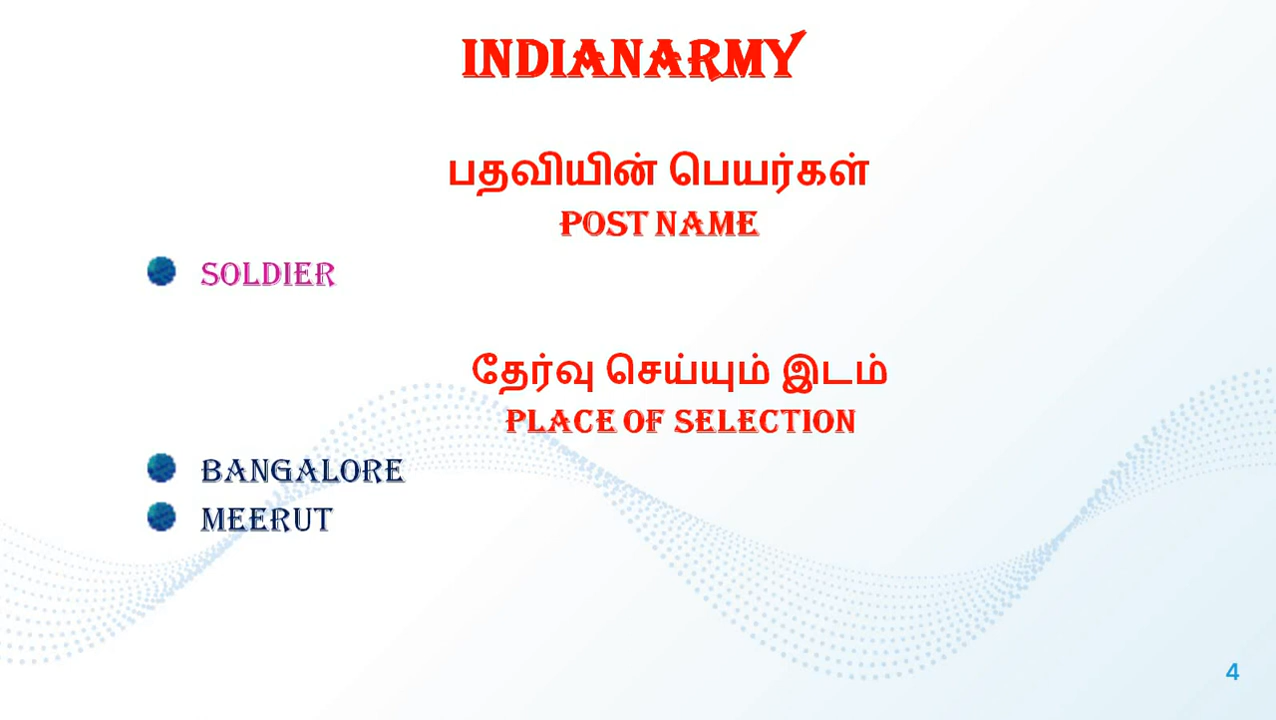 INDIANARMY
பதவியின் பெயர்கள்
POST NAME
SOLDIER
தேர்வு செய்யும் இடம்
PLACE OF SELECTION
BANGALORE
MEERUT
4